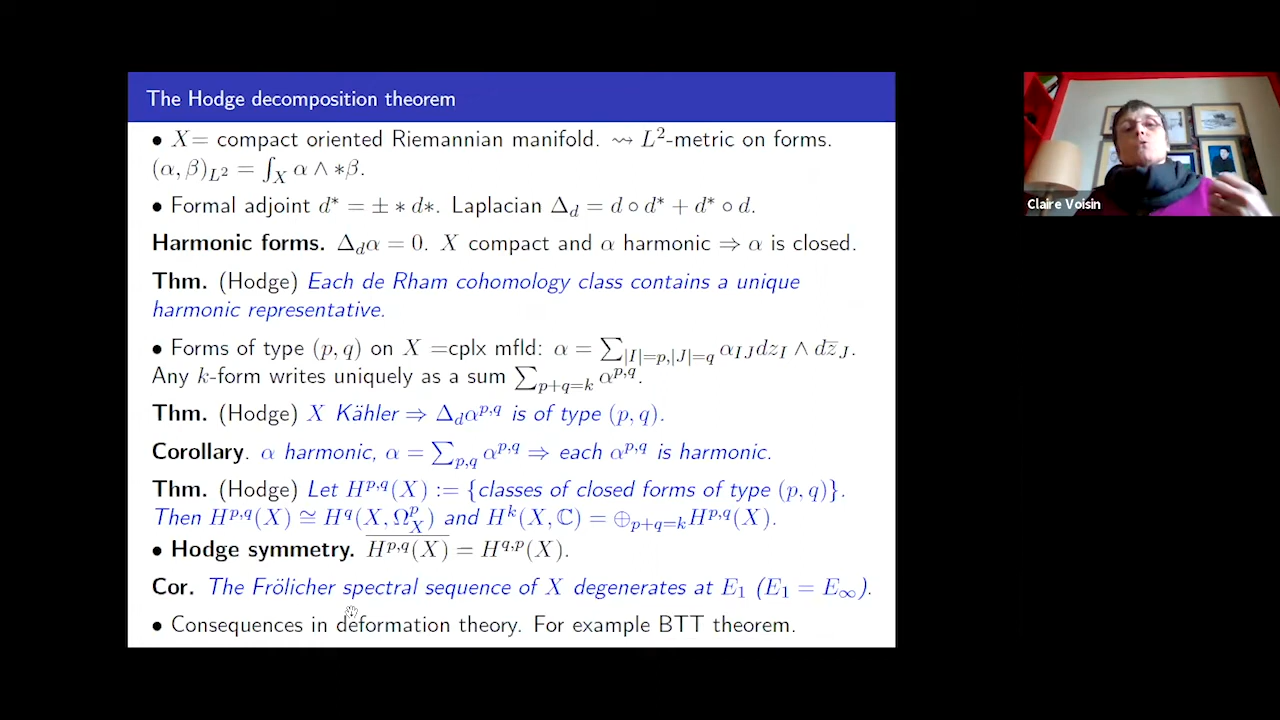 The Hodge decomposition theorem
• X= compact oriented Riemannian manifold. ⇝ L²-metric on forms.
(α, β)_{L²} = ∫_X α ∧ ∗β.
• Formal adjoint d* = ± ∗ d∗. Laplacian Δ_d = d ∘ d* + d* ∘ d.
Harmonic forms. Δ_dα = 0. X compact and α harmonic ⇒ α is closed.
Thm. (Hodge) Each de Rham cohomology class contains a unique
harmonic representative.
• Forms of type (p, q) on X =cplx mfld: α = ∑_{|I|=p,|J|=q} α_{IJ}dz_I ∧ dz̄_J.
Any k-form writes uniquely as a sum ∑_{p+q=k} α^{p,q}.
Thm. (Hodge) X Kähler ⇒ Δ_dα^{p,q} is of type (p, q).
Corollary. α harmonic, α = ∑_{p,q} α^{p,q} ⇒ each α^{p,q} is harmonic.
Thm. (Hodge) Let H^{p,q}(X) := {classes of closed forms of type (p, q)}.
Then H^{p,q}(X) ≅ H^q(X, Ω_X^p) and H^k(X, ℂ) = ⊕_{p+q=k}H^{p,q}(X).
• Hodge symmetry. \overline{H^{p,q}(X)} = H^{q,p}(X).
Cor. The Frölicher spectral sequence of X degenerates at E_1 (E_1 = E_∞).
• Consequences in deformation theory. For example BTT theorem.
Claire Voisin